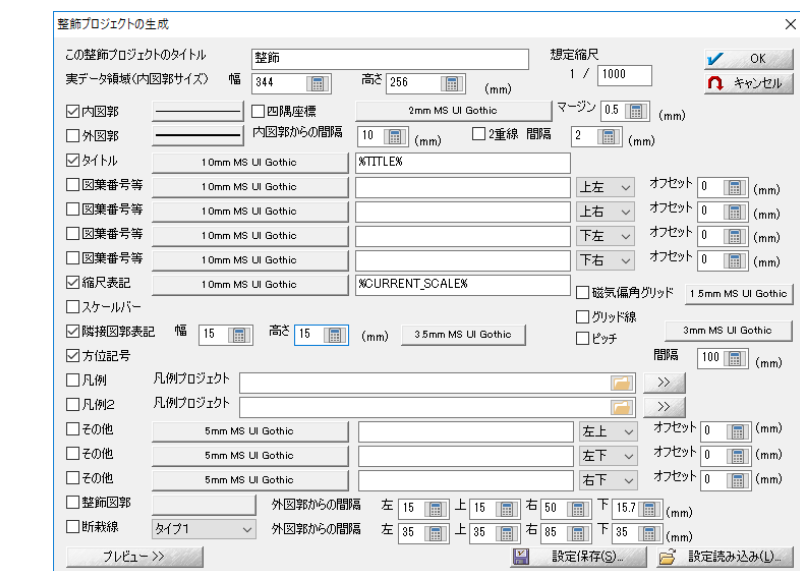 整飾プロジェクトの生成
この整飾プロジェクトのタイトル 整飾 想定縮尺 OK
実データ領域(内図郭サイズ) 幅 344 高さ 256 (mm) 1 / 1000 キャンセル
内図郭 四隅座標 2mm MS UI Gothic マージン 0.5 (mm)
外図郭 内図郭からの間隔 10 (mm) 2重線 間隔 2 (mm)
タイトル 10mm MS UI Gothic %TITLE%
図葉番号等 10mm MS UI Gothic 上左 オフセット 0 (mm)
図葉番号等 10mm MS UI Gothic 上右 オフセット 0 (mm)
図葉番号等 10mm MS UI Gothic 下左 オフセット 0 (mm)
図葉番号等 10mm MS UI Gothic 下右 オフセット 0 (mm)
縮尺表記 10mm MS UI Gothic %CURRENT_SCALE% 磁気偏角グリッド 1.5mm MS UI Gothic
スケールバー グリッド線
隣接図郭表記 幅 15 高さ 15 (mm) 3.5mm MS UI Gothic ピッチ 3mm MS UI Gothic
方位記号 間隔 100 (mm)
凡例 凡例プロジェクト >>
凡例2 凡例プロジェクト >>
その他 5mm MS UI Gothic 左上 オフセット 0 (mm)
その他 5mm MS UI Gothic 左下 オフセット 0 (mm)
その他 5mm MS UI Gothic 右下 オフセット 0 (mm)
整飾図郭 外図郭からの間隔 左 15 上 15 右 50 下 15.7 (mm)
断裁線 タイプ1 外図郭からの間隔 左 35 上 35 右 85 下 35 (mm)
プレビュー>> 設定保存(S)... 設定読み込み(L)...